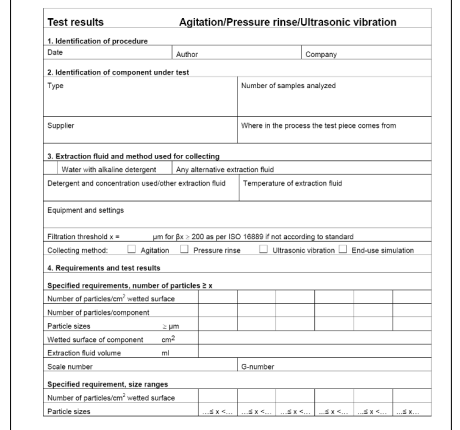 Test results Agitation/Pressure rinse/Ultrasonic vibration
1. Identification of procedure
Date Author Company
2. Identification of component under test
Type Number of samples analyzed
Supplier Where in the process the test piece comes from
3. Extraction fluid and method used for collecting
Water with alkaline detergent Any alternative extraction fluid
Detergent and concentration used/other extraction fluid Temperature of extraction fluid
Equipment and settings
Filtration threshold x = µm for βx > 200 as per ISO 16889 if not according to standard
Collecting method: Agitation Pressure rinse Ultrasonic vibration End-use simulation
4. Requirements and test results
Specified requirements, number of particles ≥ x
Number of particles/cm² wetted surface
Number of particles/component
Particle sizes ≥ µm
Wetted surface of component cm²
Extraction fluid volume ml
Scale number G-number
Specified requirement, size ranges
Number of particles/cm² wetted surface
Particle sizes ...≤ x <... ...≤ x <... ...≤ x <... ...≤ x <... ...≤ x <... ...≤ x...